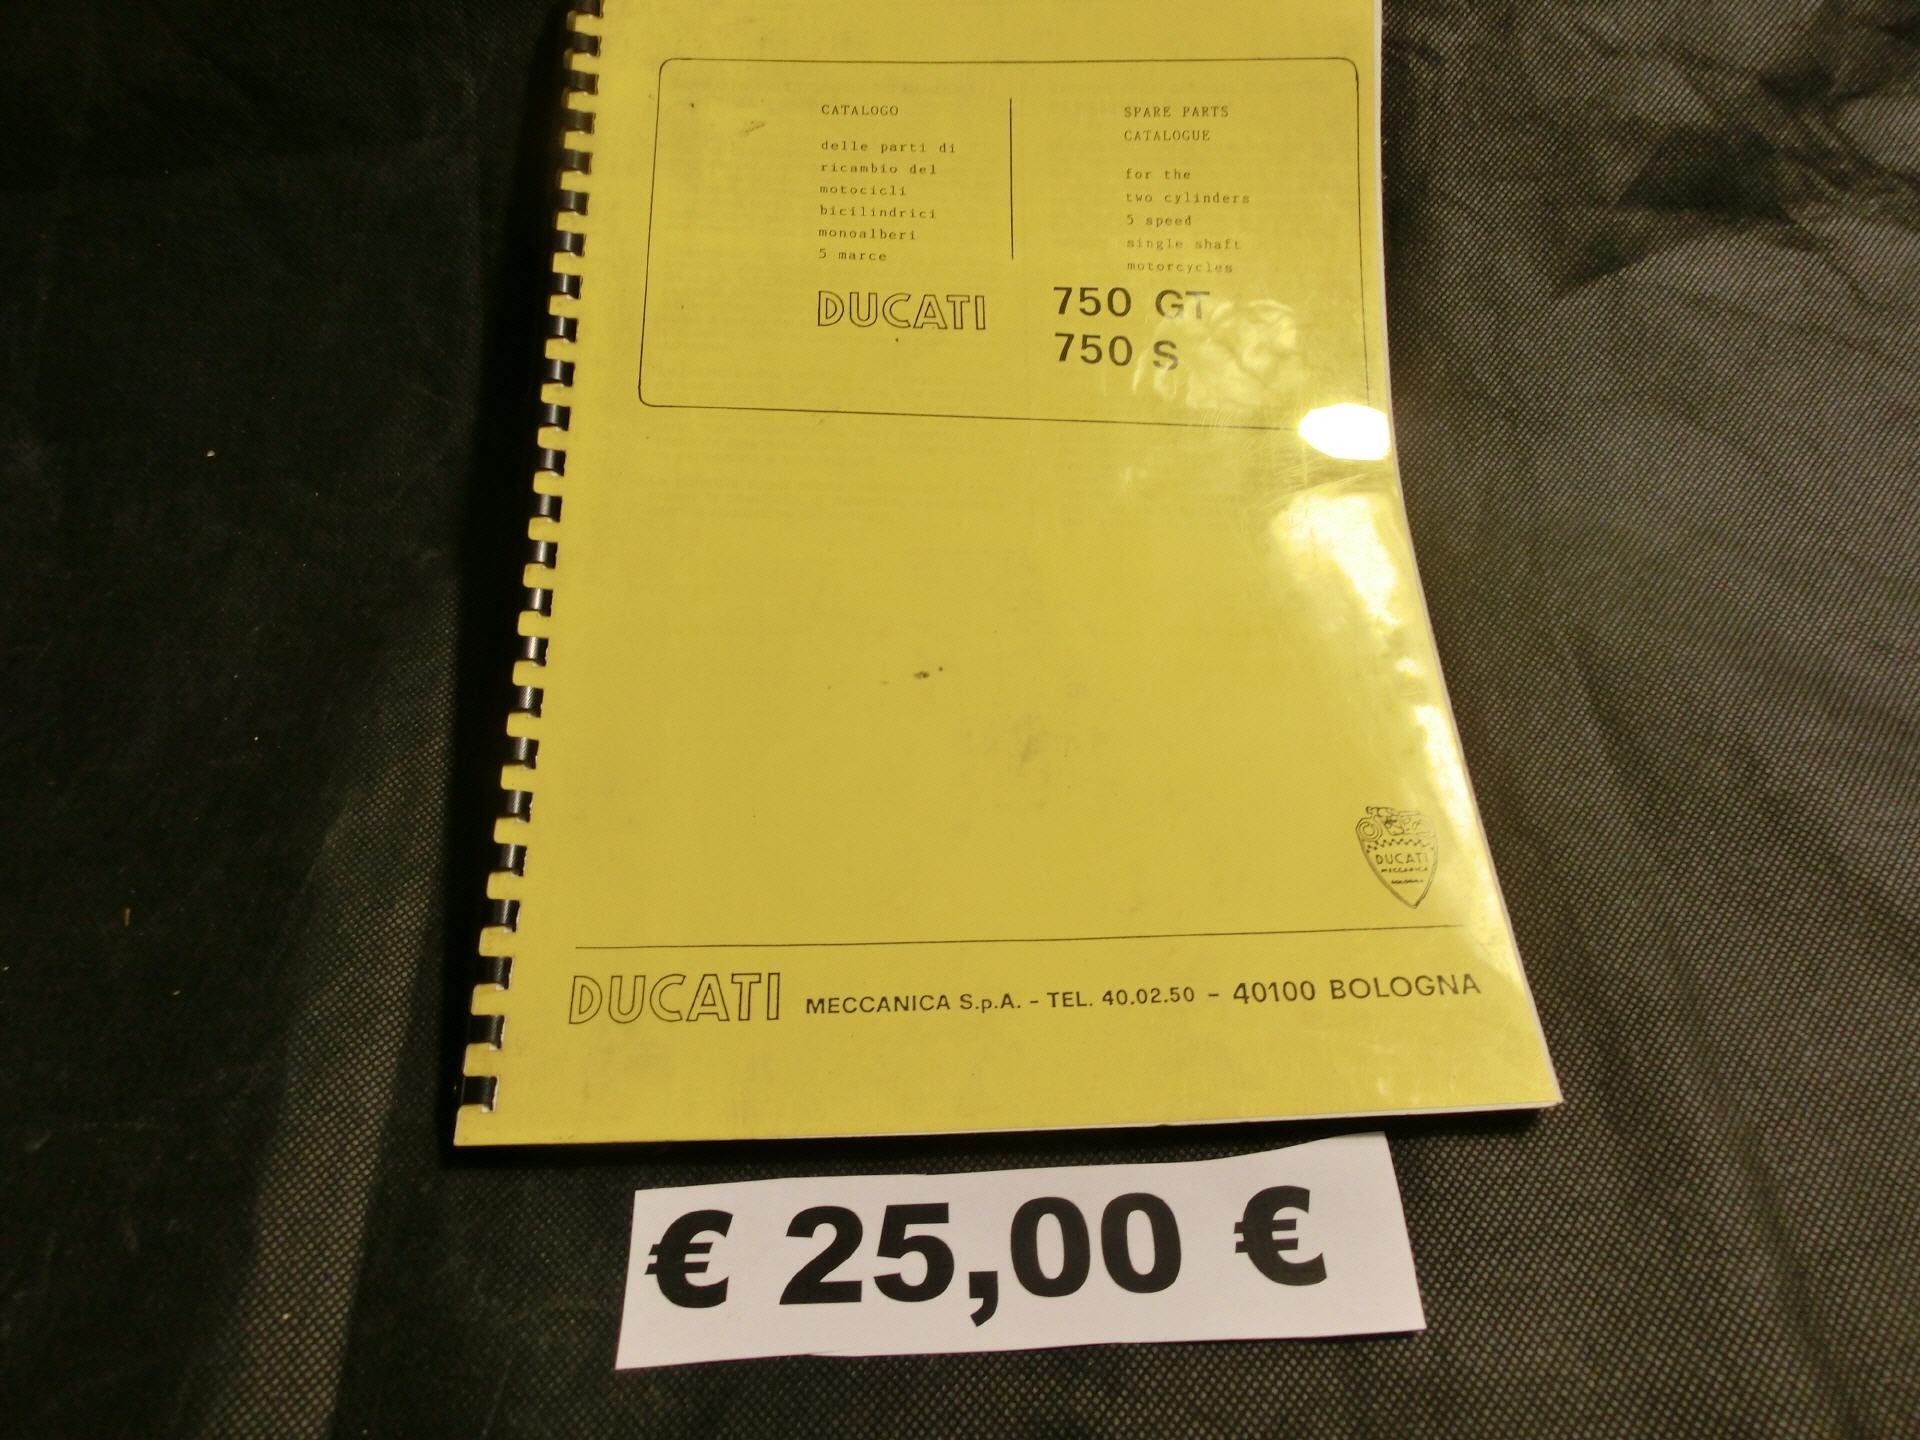 CATALOGO
delle parti di
ricambio del
motocicli
bicilindrici
monoalberi
5 marce
SPARE PARTS
CATALOGUE
for the
two cylinders
5 speed
single shaft
motorcycles
DUCATI
750 GT
750 S
DUCATI
MECCANICA
BOLOGNA
DUCATI MECCANICA S.p.A. - TEL. 40.02.50 - 40100 BOLOGNA
€ 25,00 €